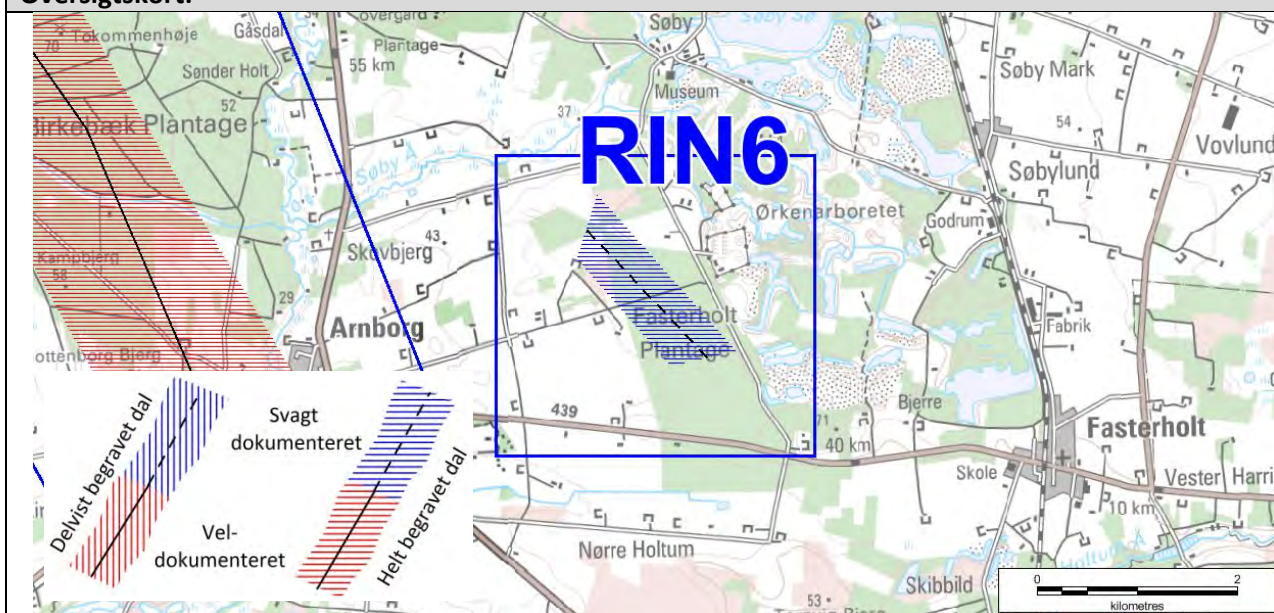 Oversigtskort:
70
Tokommenhøje
Gåsdal
Sønder Holt
52
Birkebæk Plantage
55 km
Plantage
Søby
Museum
37
Søby Å
RIN6
Søby Sø
Søby Mark
54
Vovlund
Søbylund
Ørkenarboretet
Godrum
Skovbjerg
43
Kampbjerg
58
29
Arnborg
Fasterholt
Plantage
Fabrik
439
71
40 km
Bjerre
Fasterholt
Skole
Vester Harri
10 km
Holtum Å
Nørre Holtum
Skibbild
53
Delvist begravet dal
Svagt
dokumenteret
Vel-
dokumenteret
Helt begravet dal
0
2
kilometres